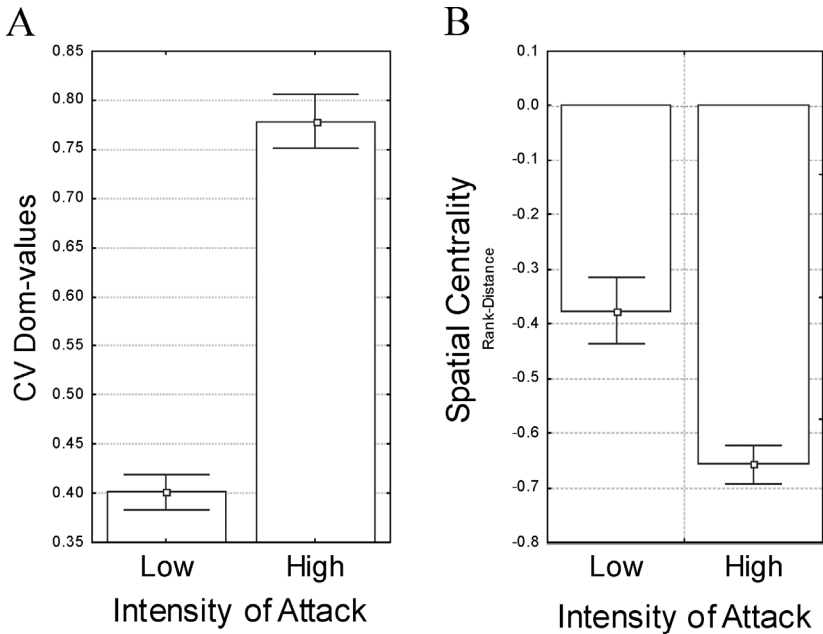 A
0.85
0.80
0.75
0.70
0.65
0.60
0.55
0.50
0.45
0.40
0.35
CV Dom-values
Low High
Intensity of Attack
B
0.1
0.0
-0.1
-0.2
-0.3
-0.4
-0.5
-0.6
-0.7
-0.8
Spatial Centrality
Rank-Distance
Low High
Intensity of Attack